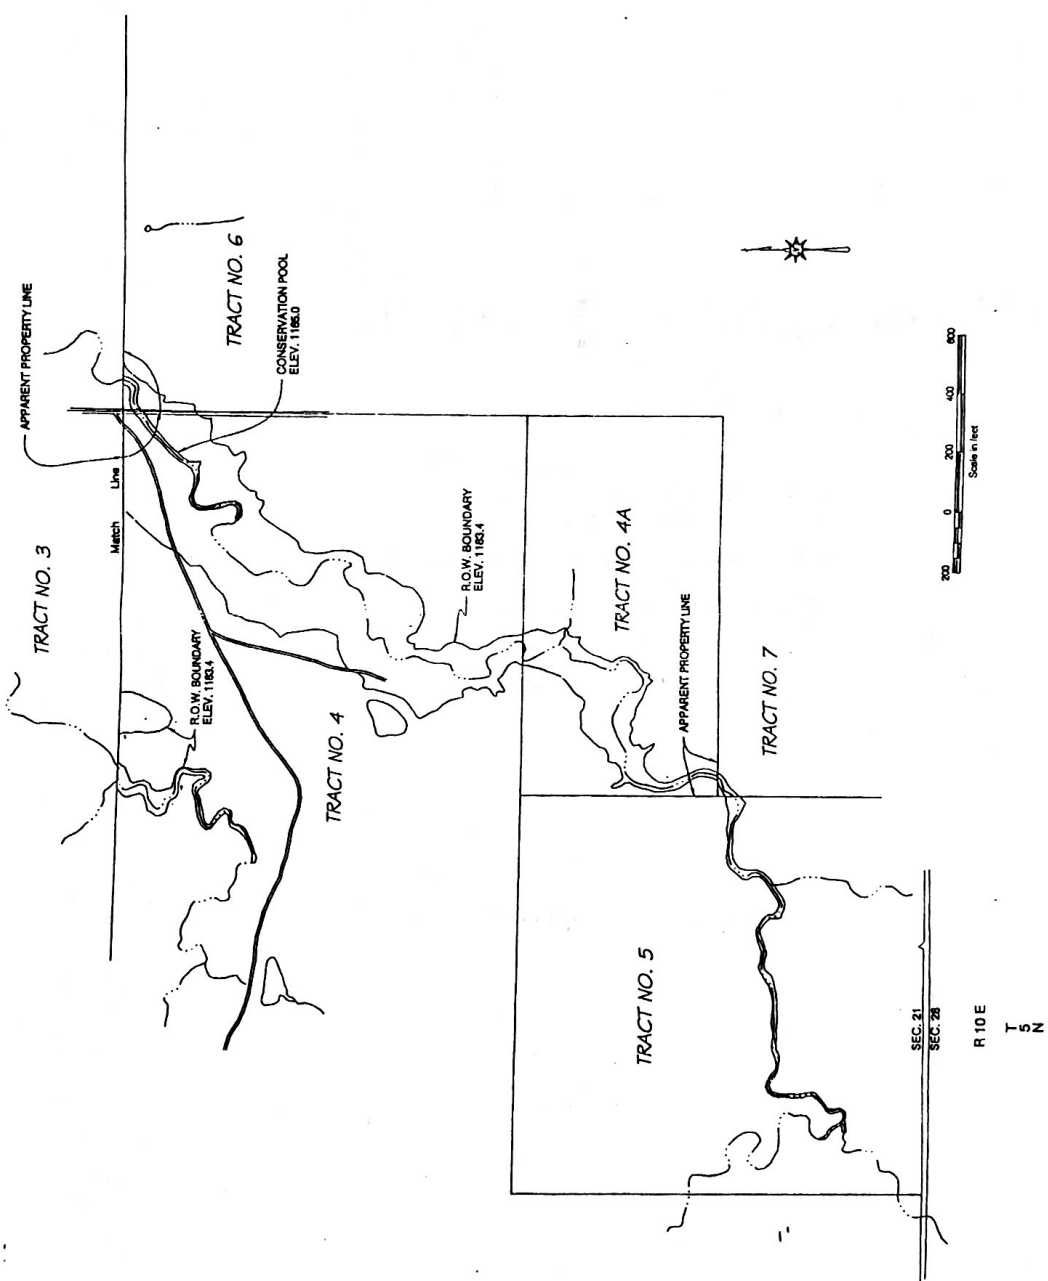 APPARENT PROPERTY LINE
TRACT NO. 6
CONSERVATION POOL
ELEV. 1165.0
Match Line
TRACT NO. 3
R.O.W. BOUNDARY
ELEV. 1183.4
R.O.W. BOUNDARY
ELEV. 1183.4
TRACT NO. 4
TRACT NO. 4A
APPARENT PROPERTY LINE
TRACT NO. 7
TRACT NO. 5
200 0 200 400 600
Scale in feet
SEC. 21
SEC. 28
R 10 E
T
5
N